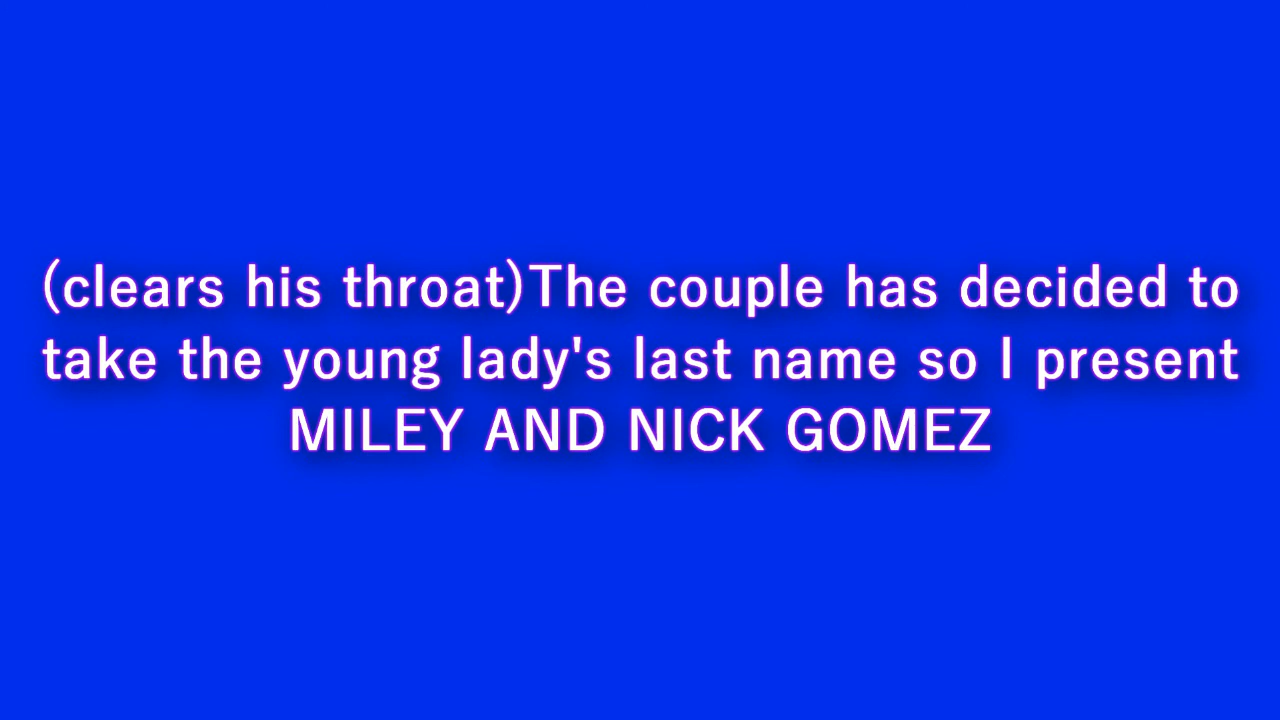 (clears his throat)The couple has decided to
take the young lady's last name so I present
MILEY AND NICK GOMEZ